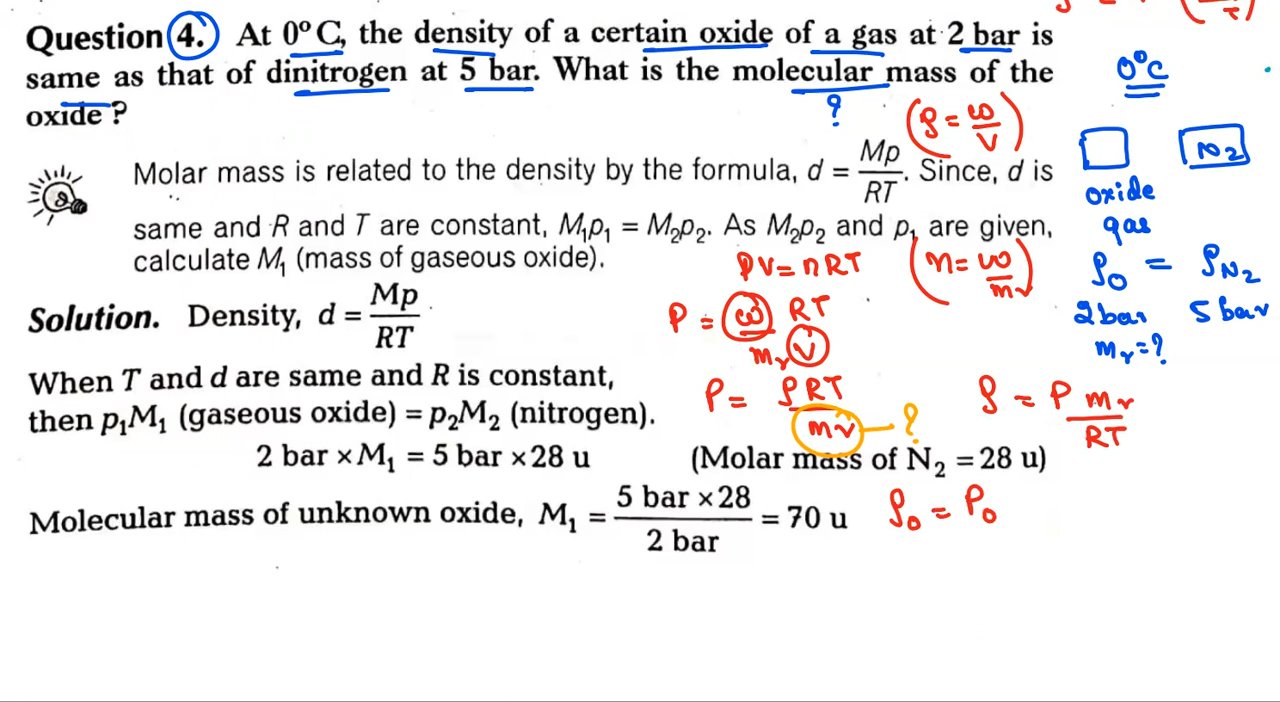 Question 4. At 0° C, the density of a certain oxide of a gas at 2 bar is
same as that of dinitrogen at 5 bar. What is the molecular mass of the
oxide ?
?
0°C
(ρ = ω/V)
N2
oxide
gas
Molar mass is related to the density by the formula, d = Mp/RT. Since, d is
same and R and T are constant, M₁p₁ = M₂p₂. As M₂p₂ and p₁ are given,
calculate M₁ (mass of gaseous oxide).
PV = nRT
(n = ω/mr)
ρo = ρN2
2bar 5bar
mr = ?
P = ω RT / mr V
P = ρRT / mr
?
ρ = P mr / RT
Solution. Density, d = Mp/RT
When T and d are same and R is constant,
then p₁M₁ (gaseous oxide) = p₂M₂ (nitrogen).
2 bar × M₁ = 5 bar × 28 u (Molar mass of N₂ = 28 u)
Molecular mass of unknown oxide, M₁ = 5 bar × 28 / 2 bar = 70 u
ρo = Po